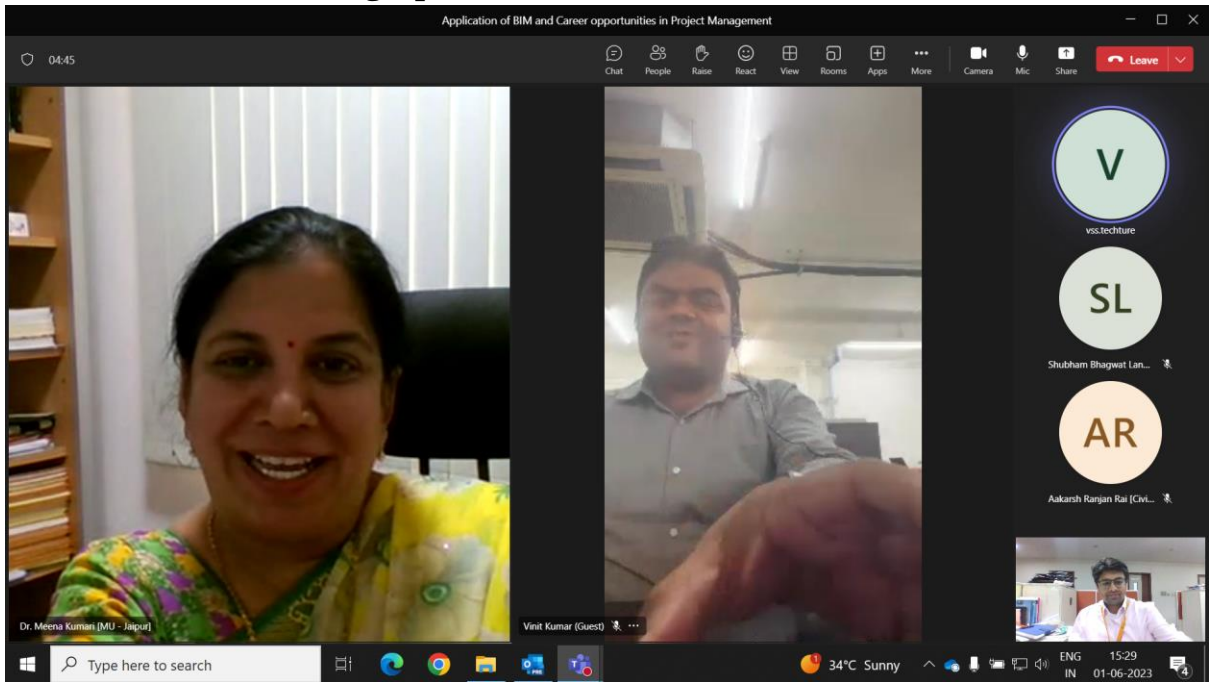 Application of BIM and Career opportunities in Project Management
04:45
Chat People Raise React View Rooms Apps More Camera Mic Share Leave
V
vss.techture
SL
Shubham Bhagwat Lan...
AR
Aakarsh Ranjan Rai [Civi...
Dr. Meena Kumari [MU - Jaipur]
Vinit Kumar (Guest)
Type here to search
34°C Sunny
ENG
IN
15:29
01-06-2023
4